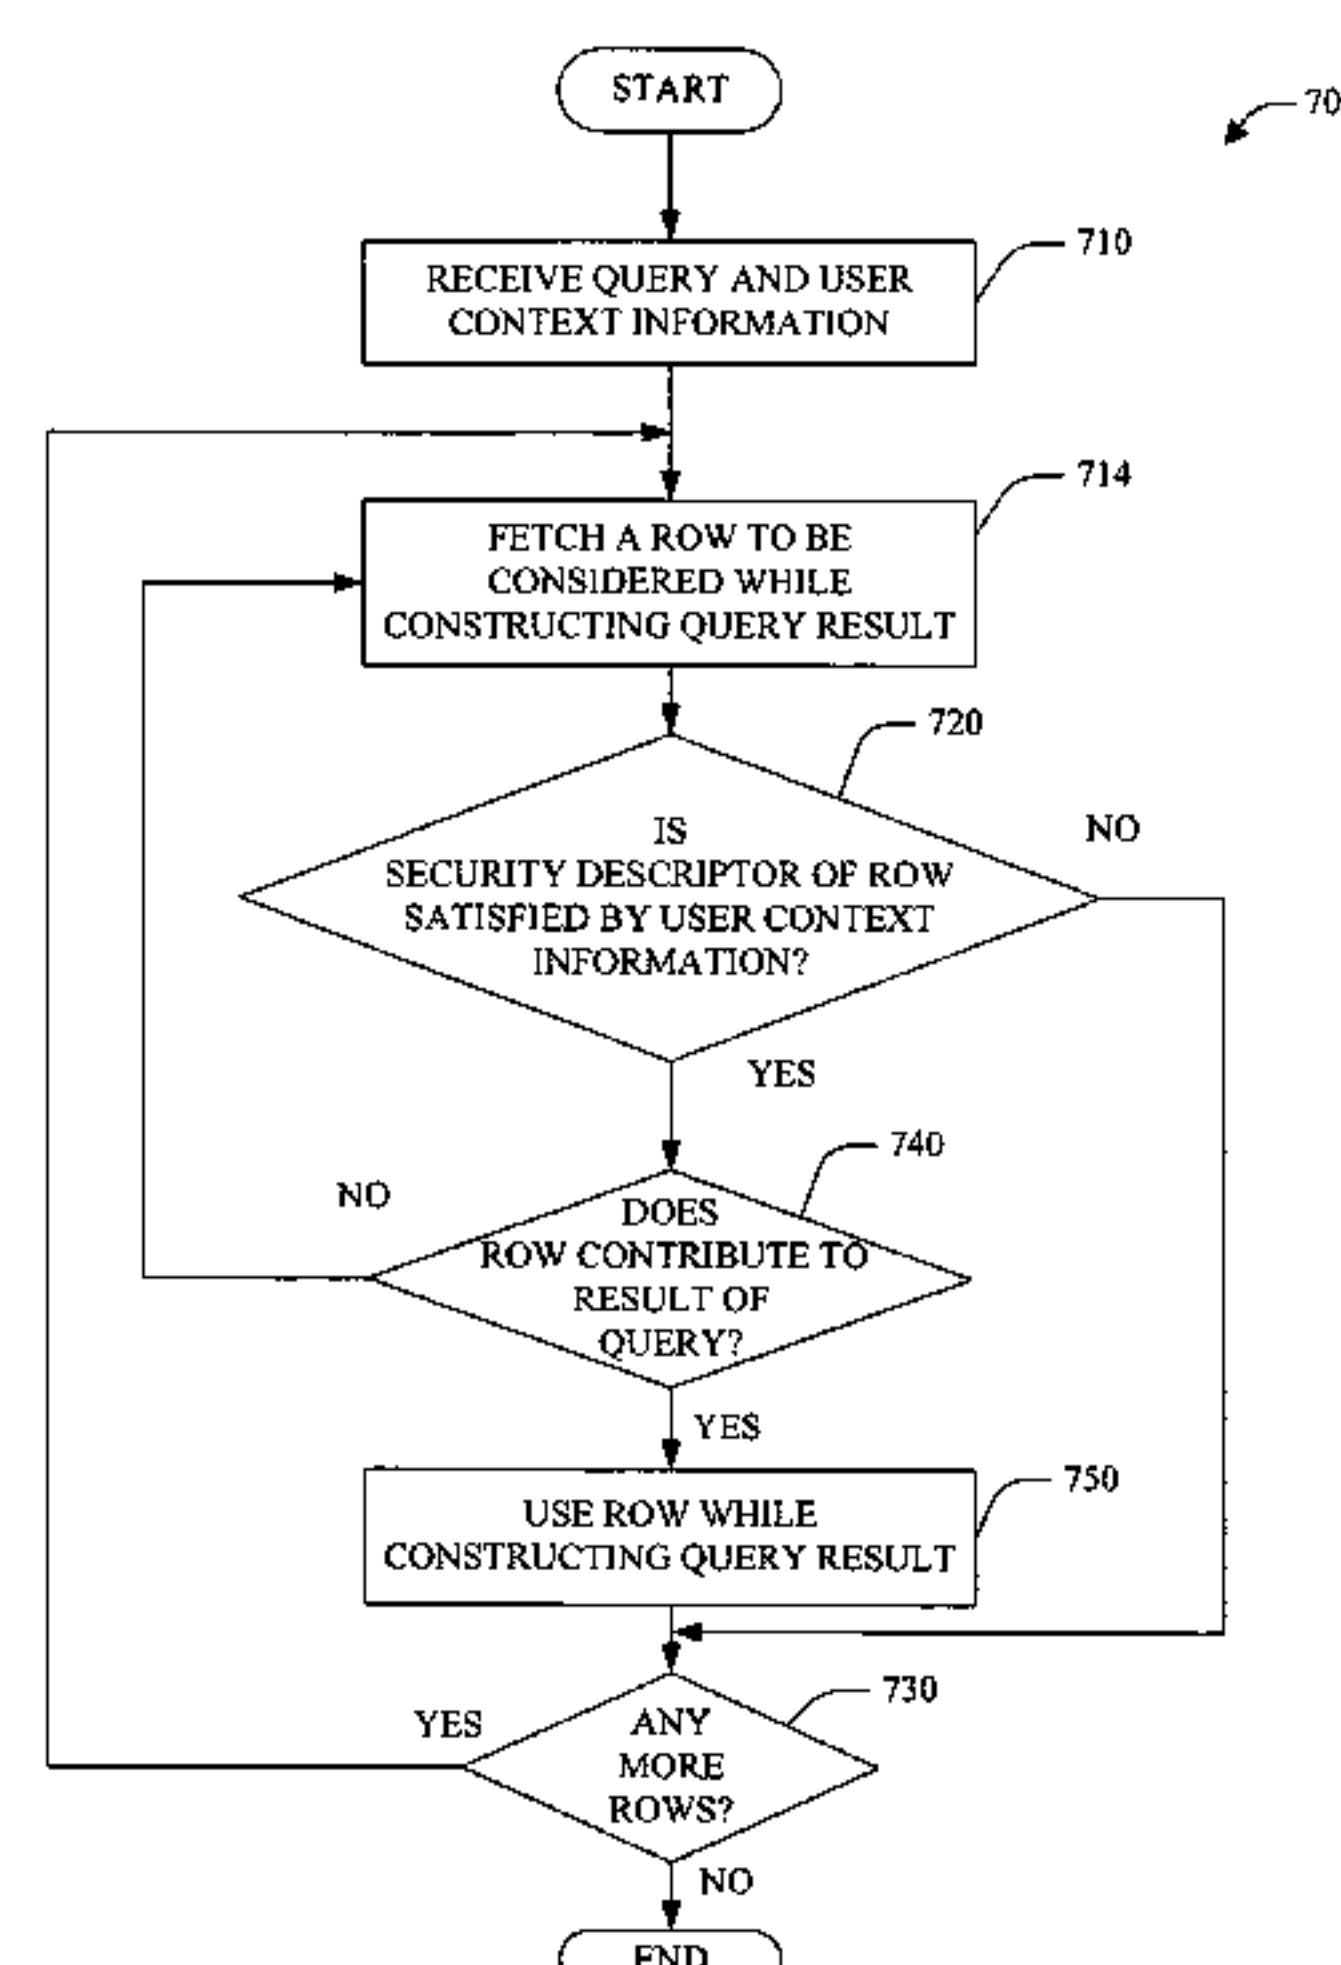 START
70
710
RECEIVE QUERY AND USER
CONTEXT INFORMATION
714
FETCH A ROW TO BE
CONSIDERED WHILE
CONSTRUCTING QUERY RESULT
720
IS
SECURITY DESCRIPTOR OF ROW
SATISFIED BY USER CONTEXT
INFORMATION?
NO
YES
740
NO
DOES
ROW CONTRIBUTE TO
RESULT OF
QUERY?
YES
750
USE ROW WHILE
CONSTRUCTING QUERY RESULT
730
YES
ANY
MORE
ROWS?
NO
END